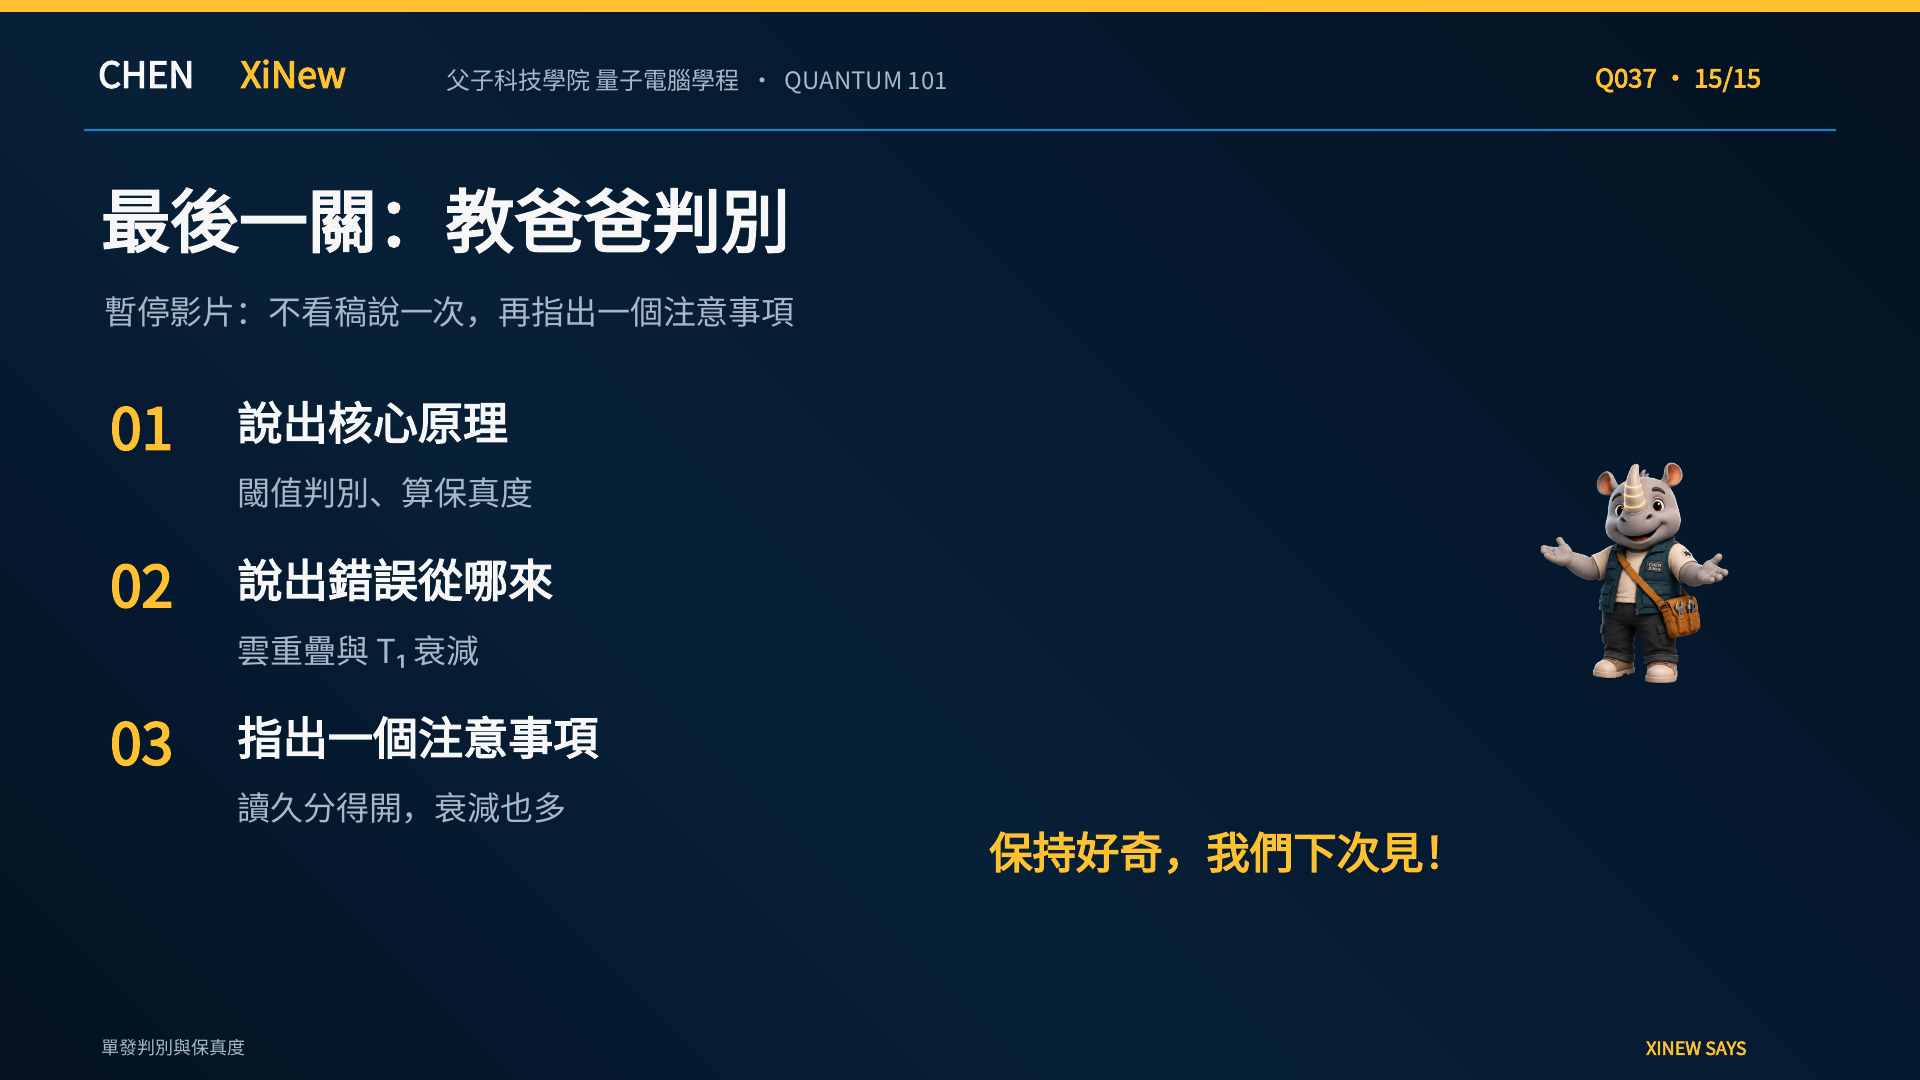 CHEN XiNew 父子科技學院 量子電腦學程 • QUANTUM 101 Q037 • 15/15
最後一關：教爸爸判別
暫停影片：不看稿說一次，再指出一個注意事項
01 說出核心原理
閾值判別、算保真度
02 說出錯誤從哪來
雲重疊與 T₁ 衰減
03 指出一個注意事項
讀久分得開，衰減也多
保持好奇，我們下次見！
單發判別與保真度 XINEW SAYS